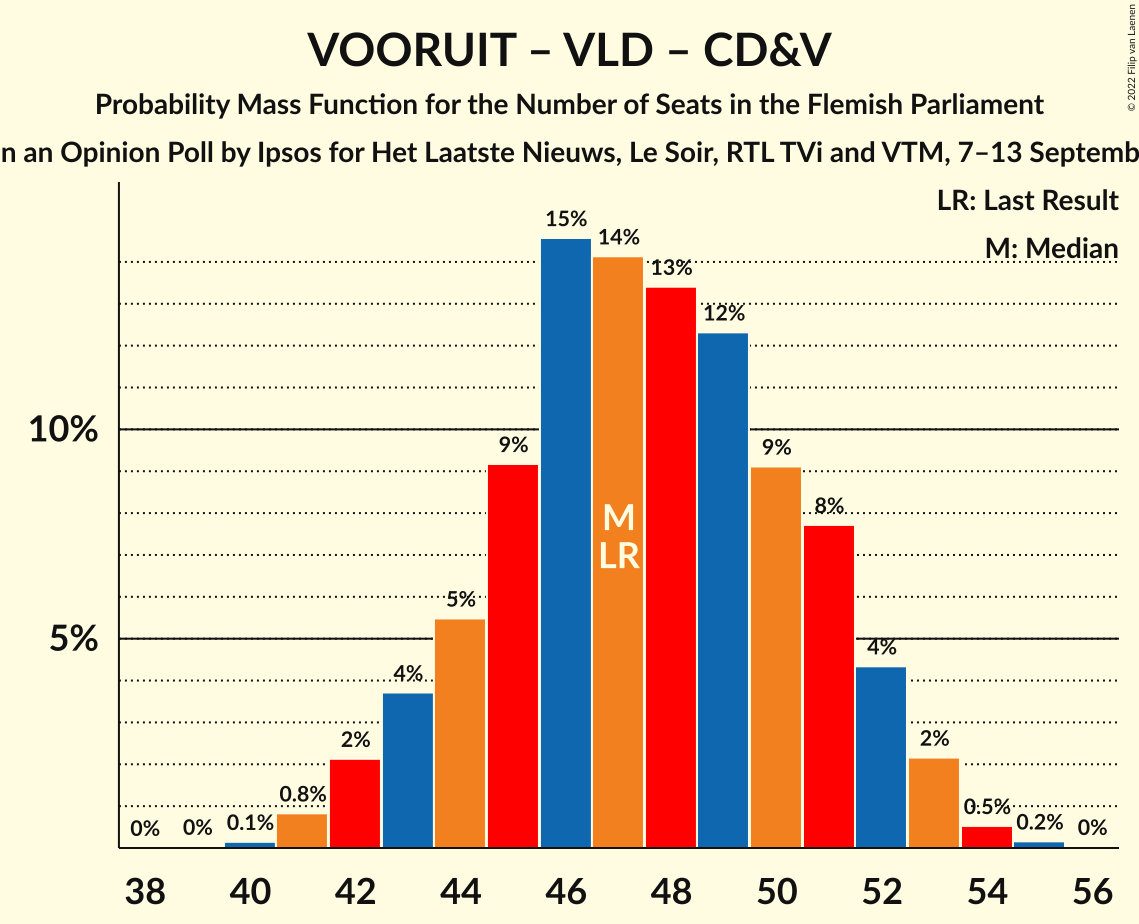 © 2022 Filip van Laenen
VOORUIT – VLD – CD&V
Probability Mass Function for the Number of Seats in the Flemish Parliament
n an Opinion Poll by Ipsos for Het Laatste Nieuws, Le Soir, RTL TVi and VTM, 7–13 Septemb
LR: Last Result
M: Median
15%
14%
13%
12%
10%
9%
9%
8%
M
LR
5%
5%
4%
4%
2%
2%
0.8%
0.5%
0% 0% 0.1% 0.2% 0%
38 40 42 44 46 48 50 52 54 56